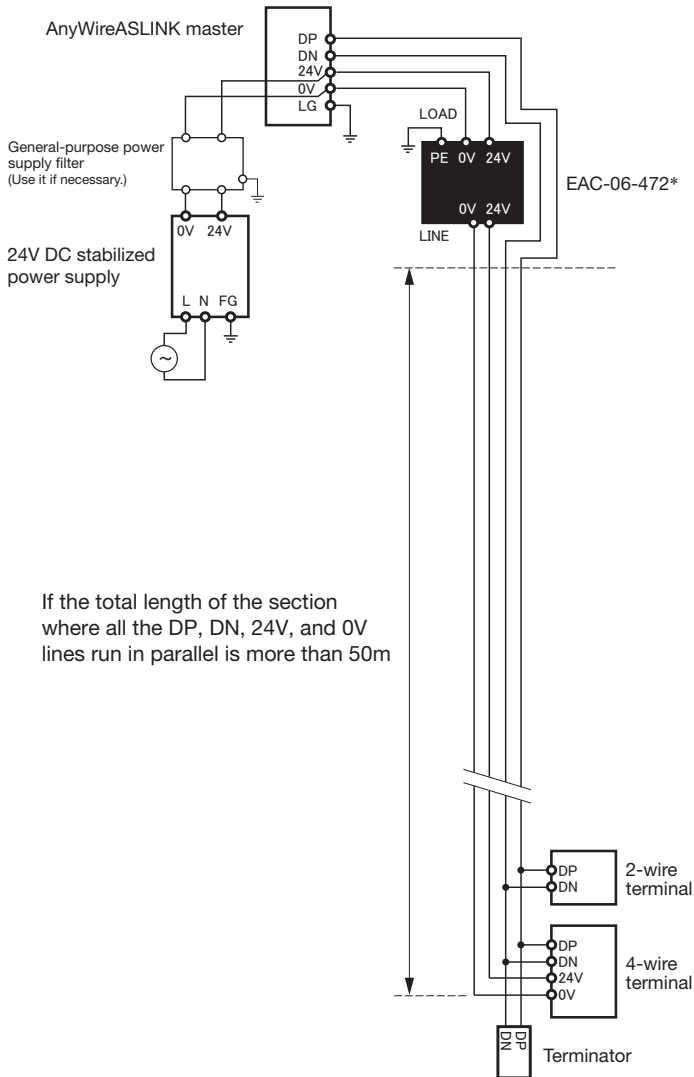 AnyWireASLINK master
DP
DN
24V
0V
LG
General-purpose power
supply filter
(Use it if necessary.)
0V 24V
24V DC stabilized
power supply
L N FG
~
LOAD
PE 0V 24V
EAC-06-472*
0V 24V
LINE
If the total length of the section
where all the DP, DN, 24V, and 0V
lines run in parallel is more than 50m
DP
DN
2-wire
terminal
DP
DN
24V
0V
4-wire
terminal
DN
DP
Terminator